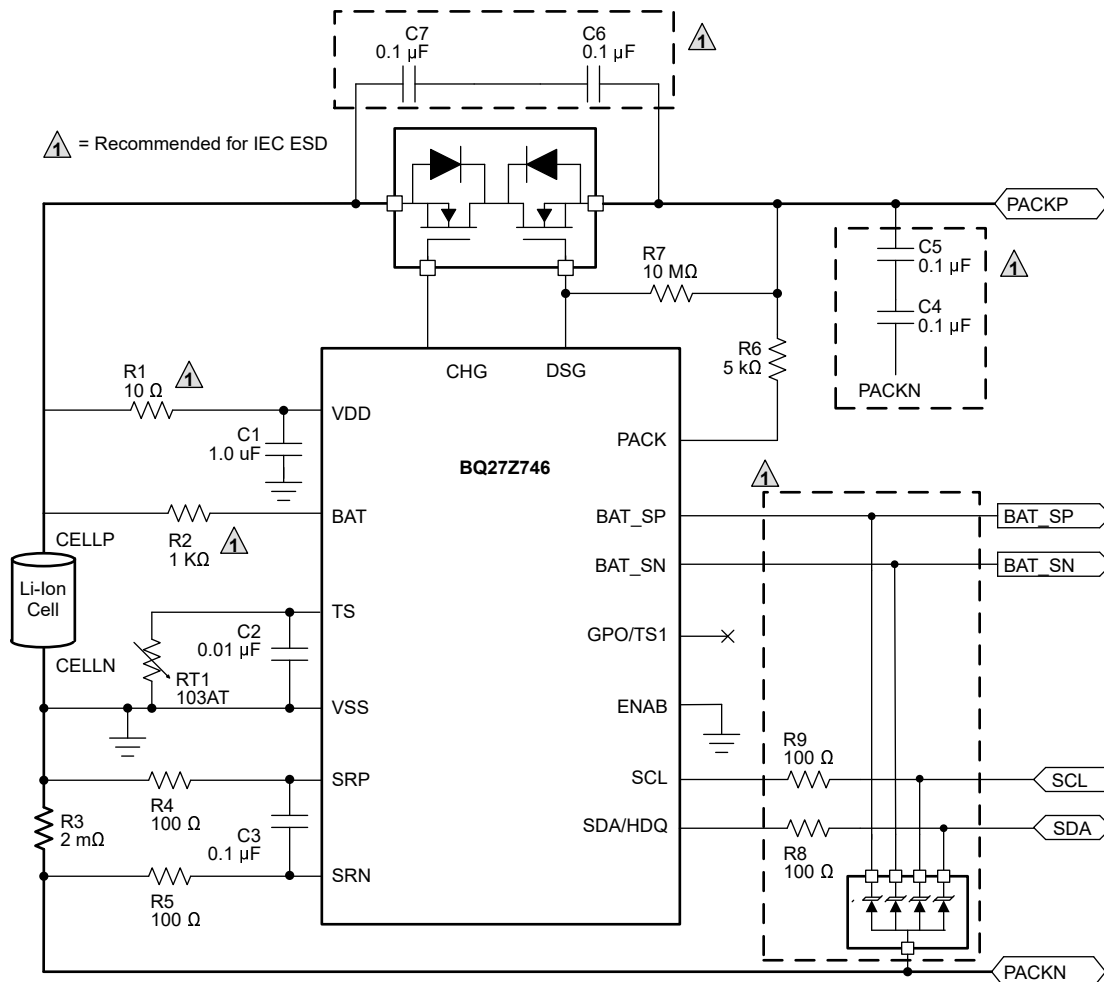 C7
0.1 µF
C6
0.1 µF
1
1 = Recommended for IEC ESD
PACKP
R7
10 MΩ
C5
0.1 µF
1
C4
0.1 µF
PACKN
R6
5 kΩ
R1
10 Ω
1
CHG
DSG
VDD
C1
1.0 uF
PACK
BQ27Z746
1
BAT
R2
1 KΩ
1
BAT_SP
BAT_SP
BAT_SN
BAT_SN
CELLP
Li-Ion
Cell
CELLN
TS
C2
0.01 µF
RT1
103AT
GPO/TS1
VSS
ENAB
R9
100 Ω
SRP
SCL
SCL
R4
100 Ω
R3
2 mΩ
C3
0.1 µF
SDA/HDQ
SDA
R8
100 Ω
SRN
R5
100 Ω
PACKN